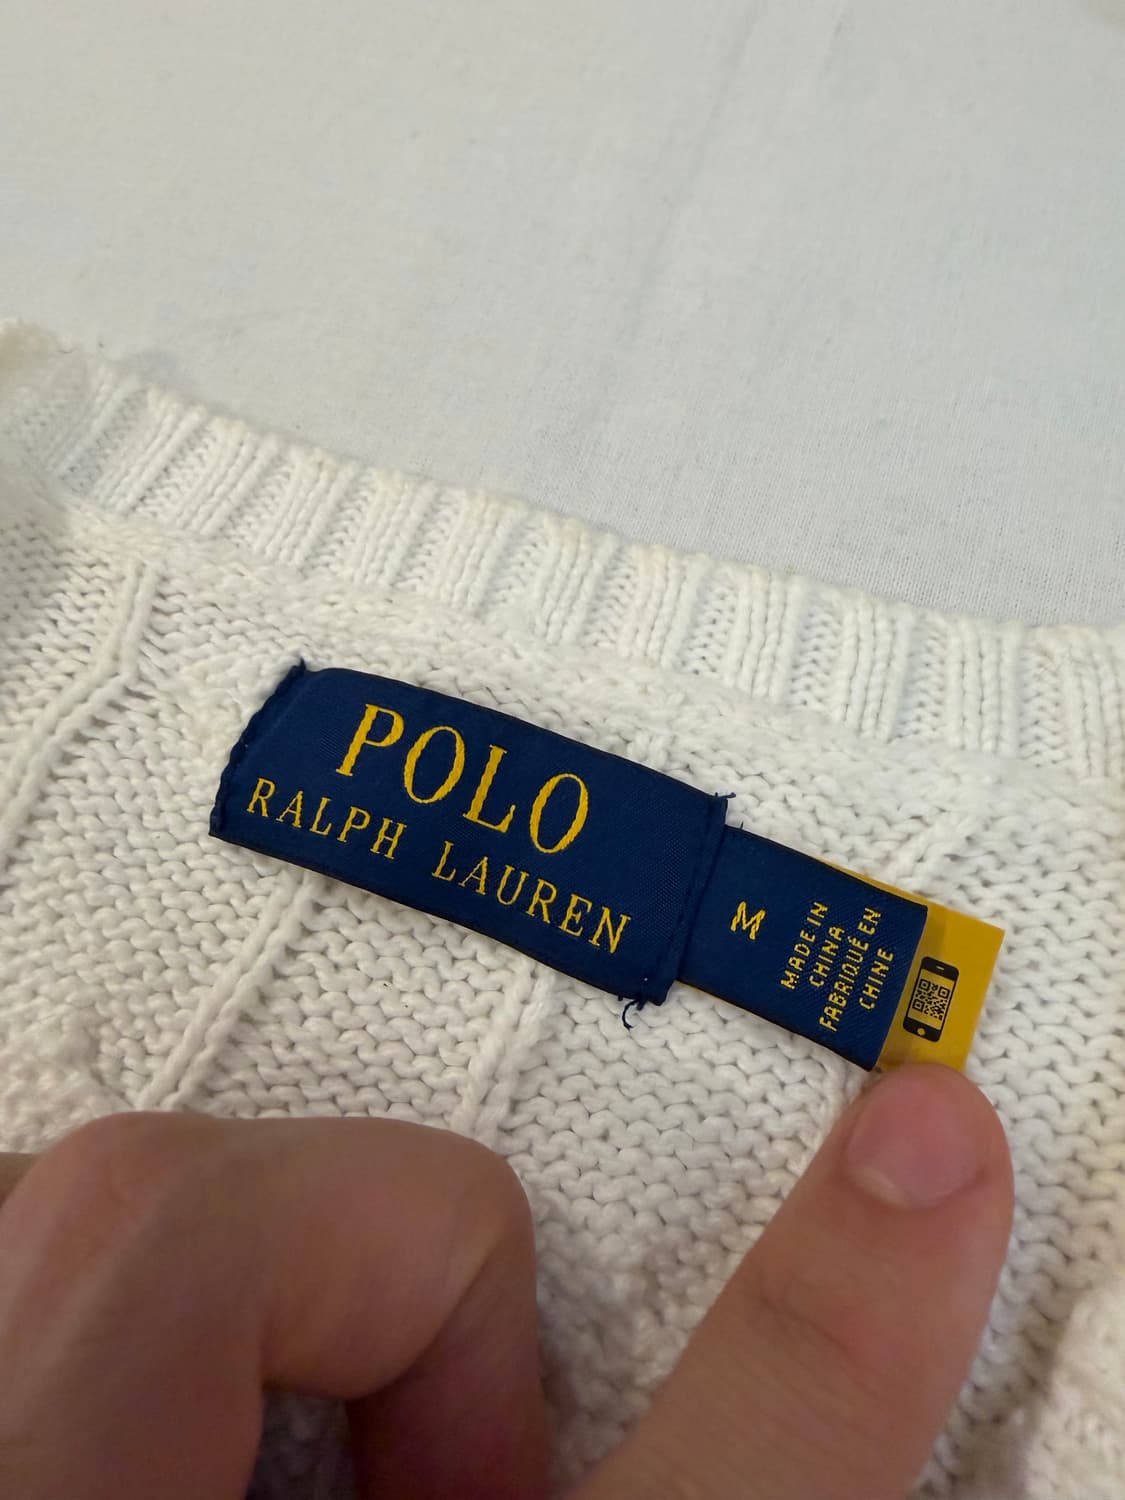 POLO
RALPH LAUREN
M
MADE IN
CHINA
FABRIQUÉ EN
CHINE